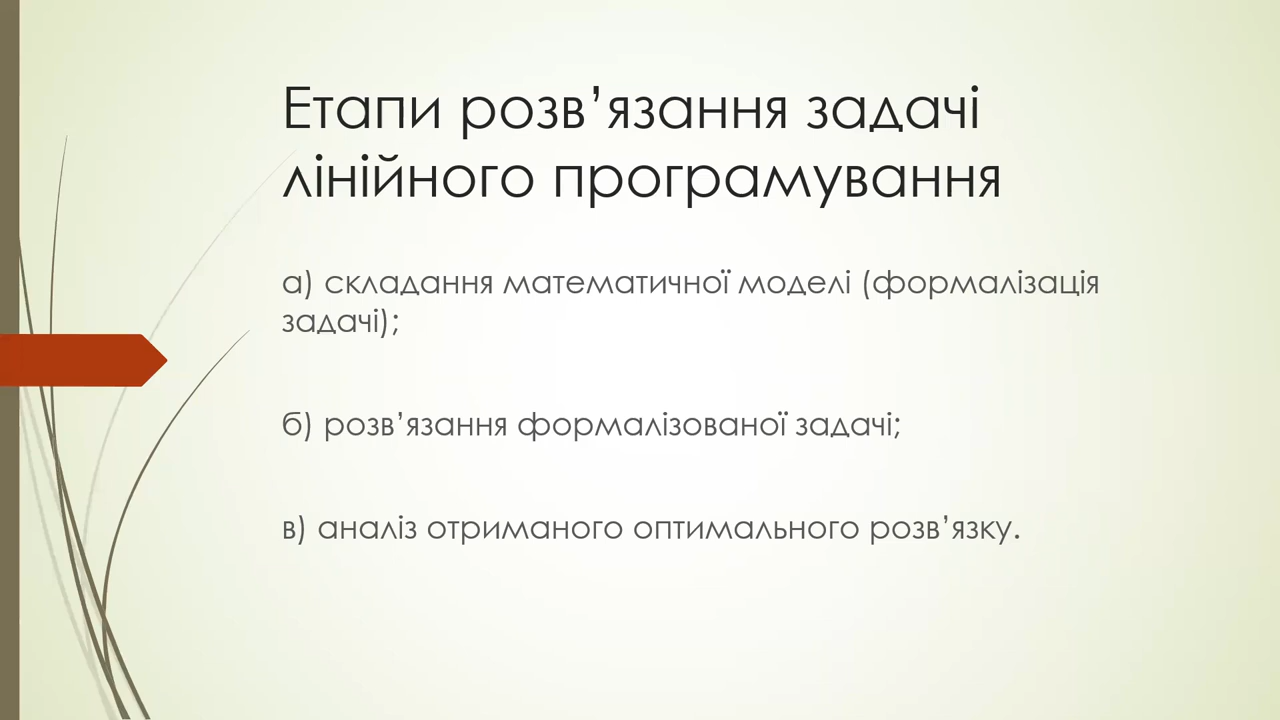 Етапи розв’язання задачі
лінійного програмування
а) складання математичної моделі (формалізація
задачі);
б) розв’язання формалізованої задачі;
в) аналіз отриманого оптимального розв’язку.